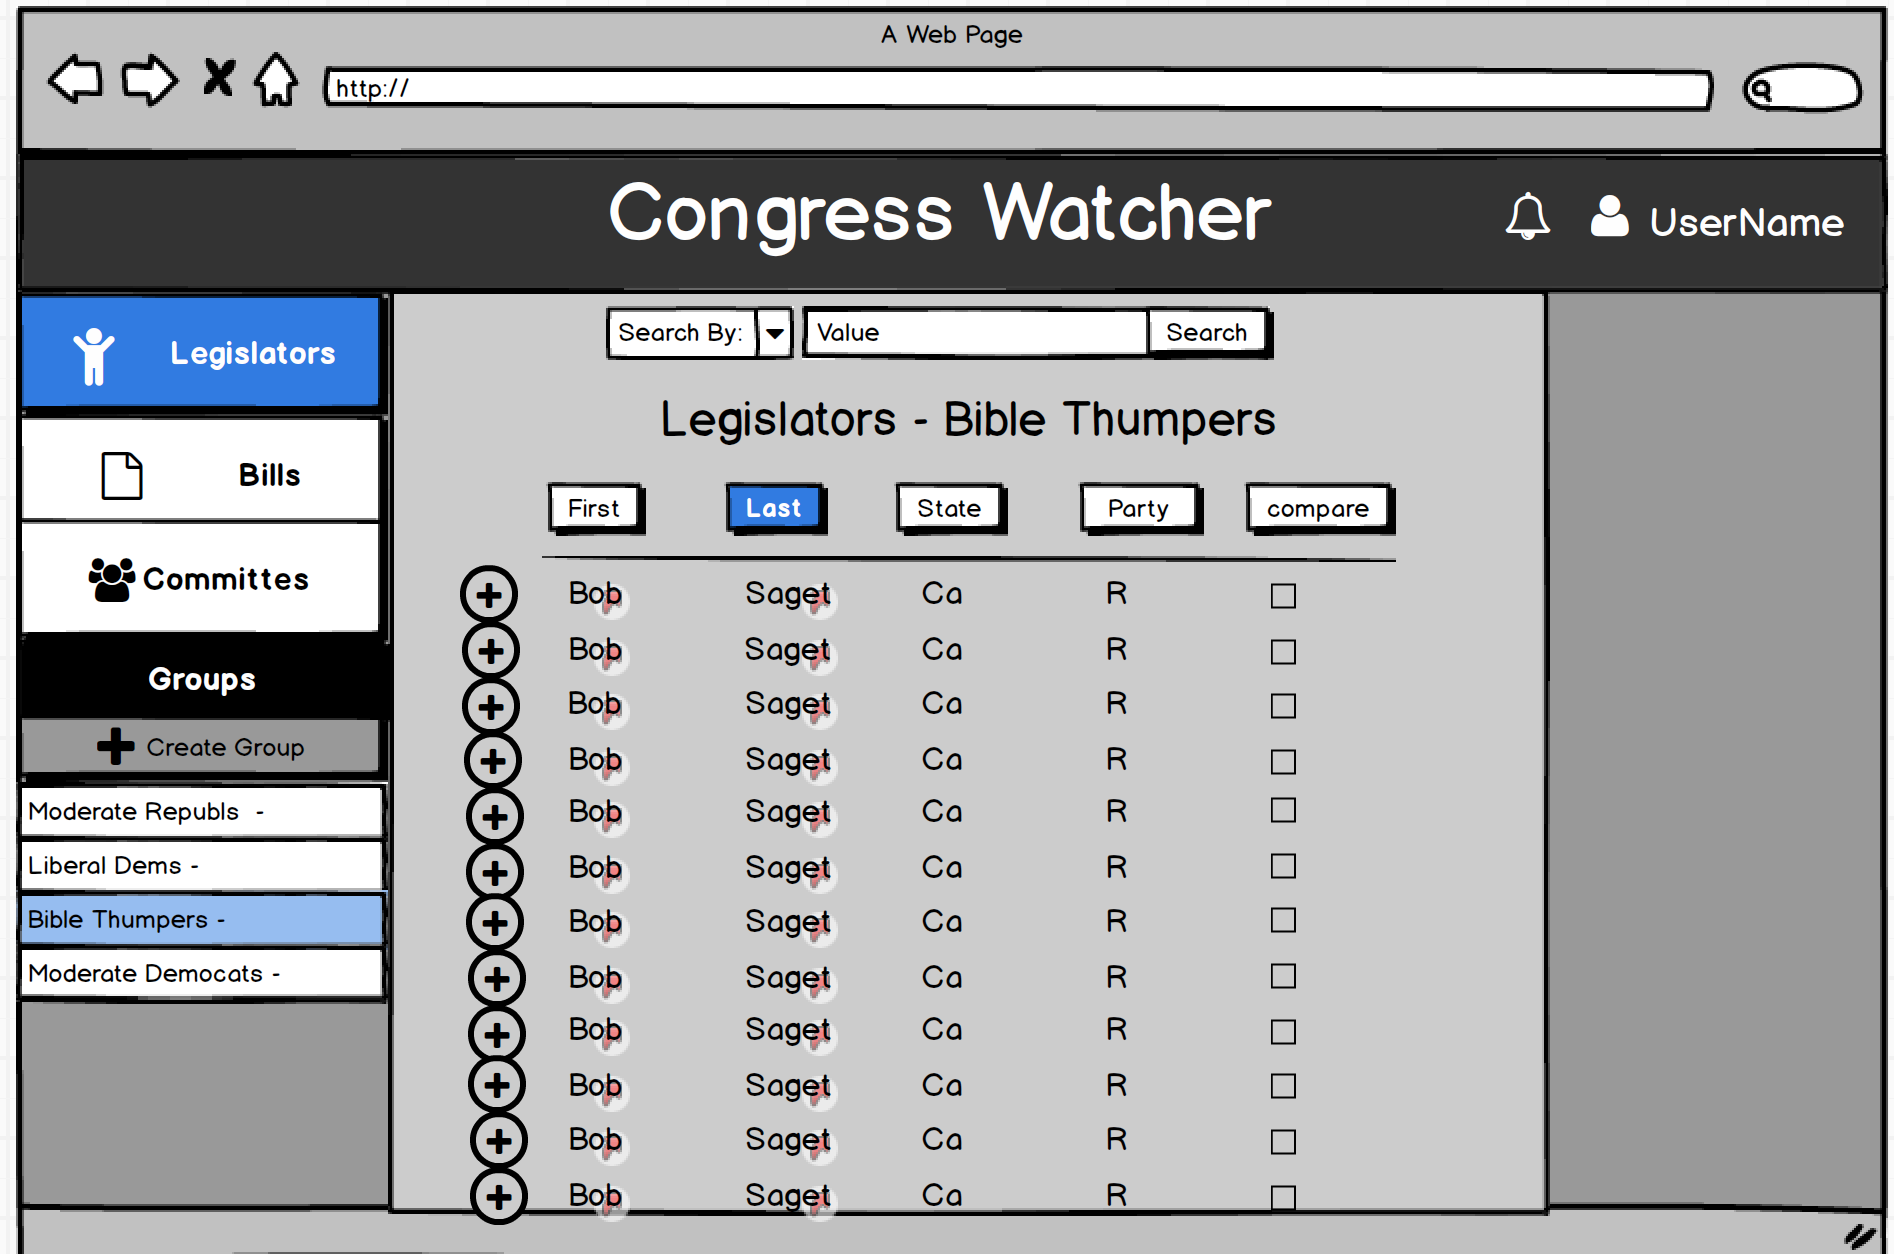 A Web Page
http://
Congress Watcher
UserName
Legislators
Bills
Committes
Groups
Create Group
Moderate Republs -
Liberal Dems -
Bible Thumpers -
Moderate Democats -
Search By:
Value
Search
Legislators - Bible Thumpers
First Last State Party compare
Bob Saget Ca R
Bob Saget Ca R
Bob Saget Ca R
Bob Saget Ca R
Bob Saget Ca R
Bob Saget Ca R
Bob Saget Ca R
Bob Saget Ca R
Bob Saget Ca R
Bob Saget Ca R
Bob Saget Ca R
Bob Saget Ca R